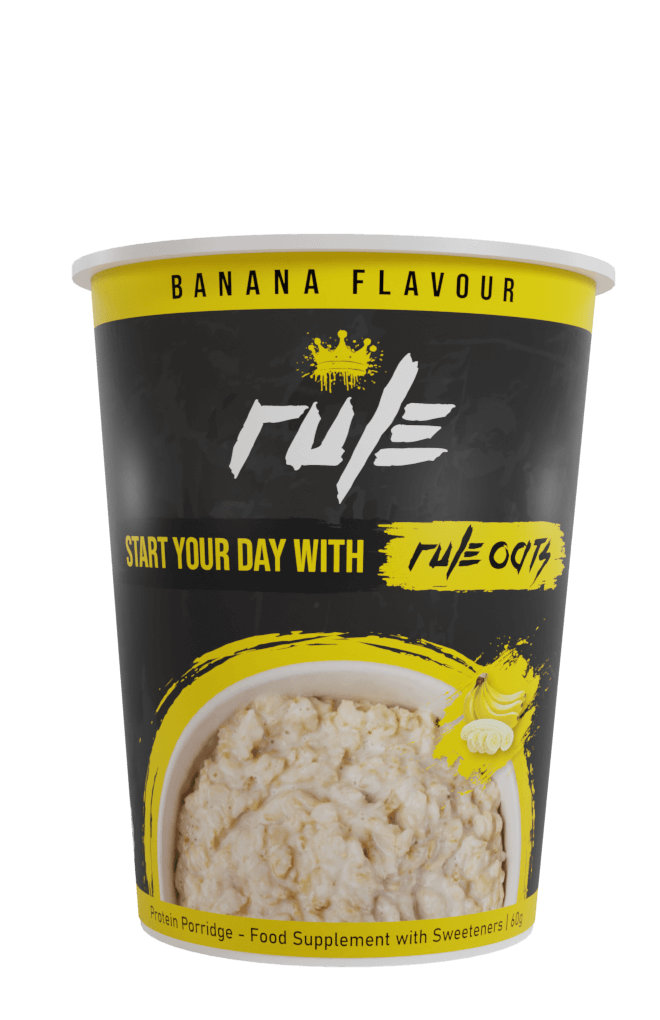 BANANA FLAVOUR
rule
START YOUR DAY WITH rule oats
Protein Porridge - Food Supplement with Sweeteners | 60g